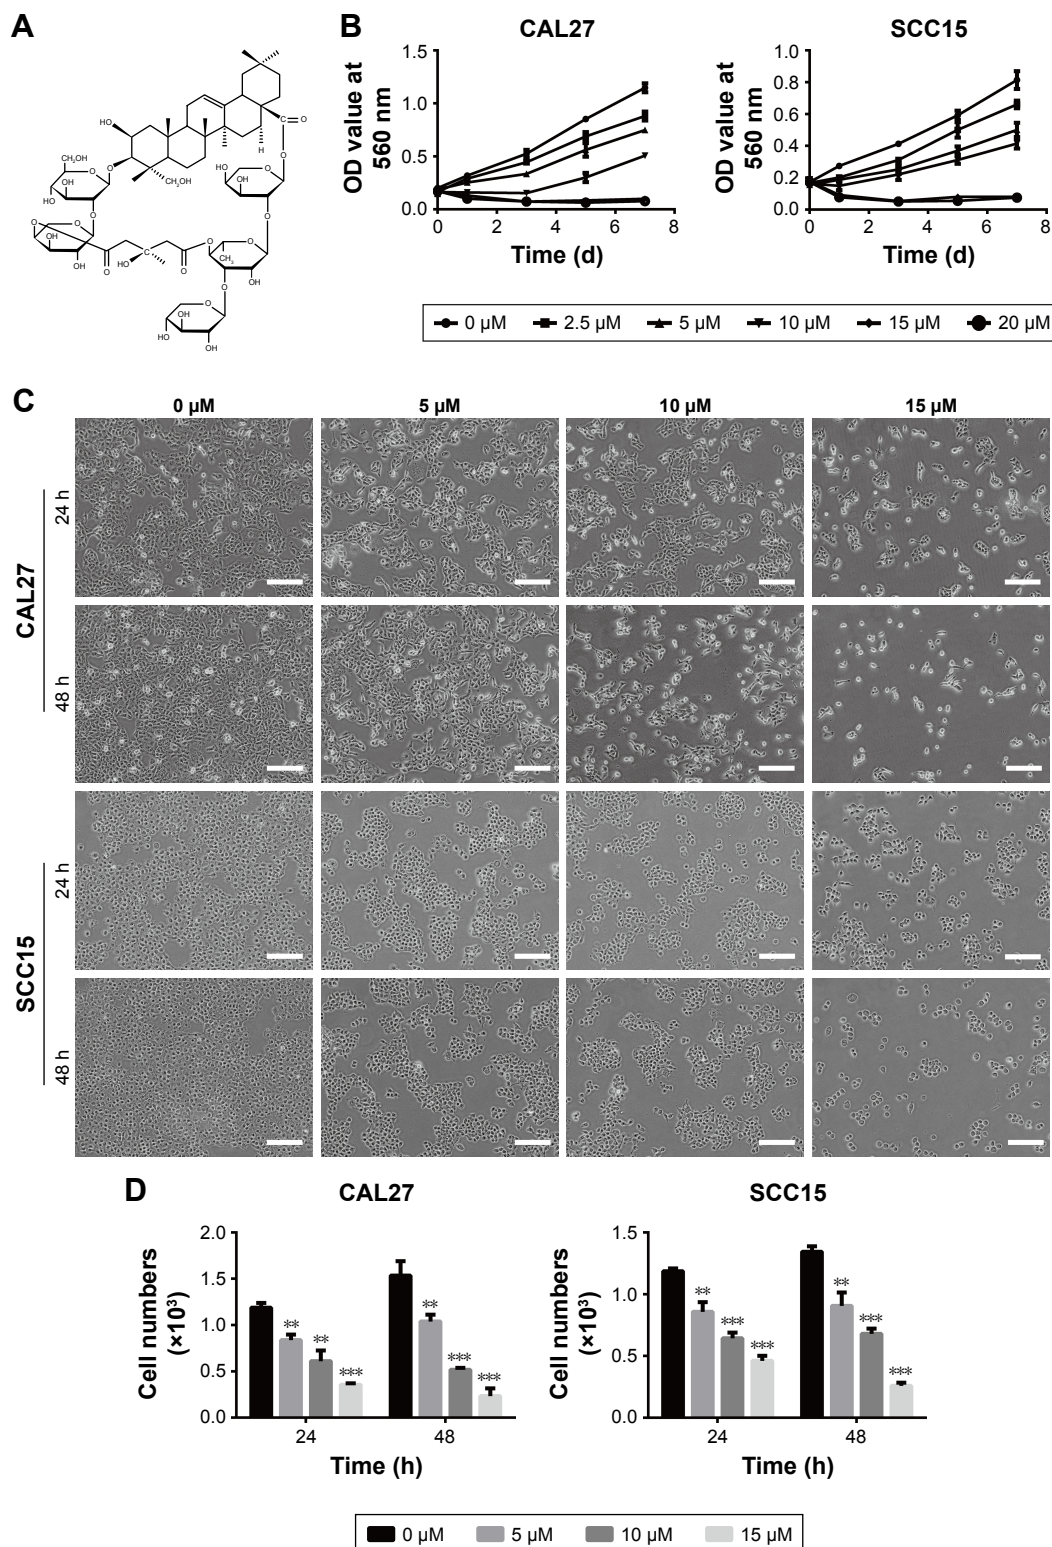 A
HO
CH₂OH
O
OH
HO
O
O
CH₂OH
H
C
O
O
O
OH
HO
O
O
O
OH
OH
O
HO
O
O
CH₃
O
OH
O
O
OH
HO
OH
B
CAL27
OD value at
560 nm
1.5
1.0
0.5
0.0
0 2 4 6 8
Time (d)
SCC15
OD value at
560 nm
1.0
0.8
0.6
0.4
0.2
0.0
0 2 4 6 8
Time (d)
0 µM 2.5 µM 5 µM 10 µM 15 µM 20 µM
C
0 µM 5 µM 10 µM 15 µM
CAL27
24 h
48 h
SCC15
24 h
48 h
D
CAL27
Cell numbers
(×10³)
2.0
1.5
1.0
0.5
0.0
** ** *** ** *** ***
24 48
Time (h)
SCC15
Cell numbers
(×10³)
1.5
1.0
0.5
0.0
** *** *** ** *** ***
24 48
Time (h)
0 µM 5 µM 10 µM 15 µM